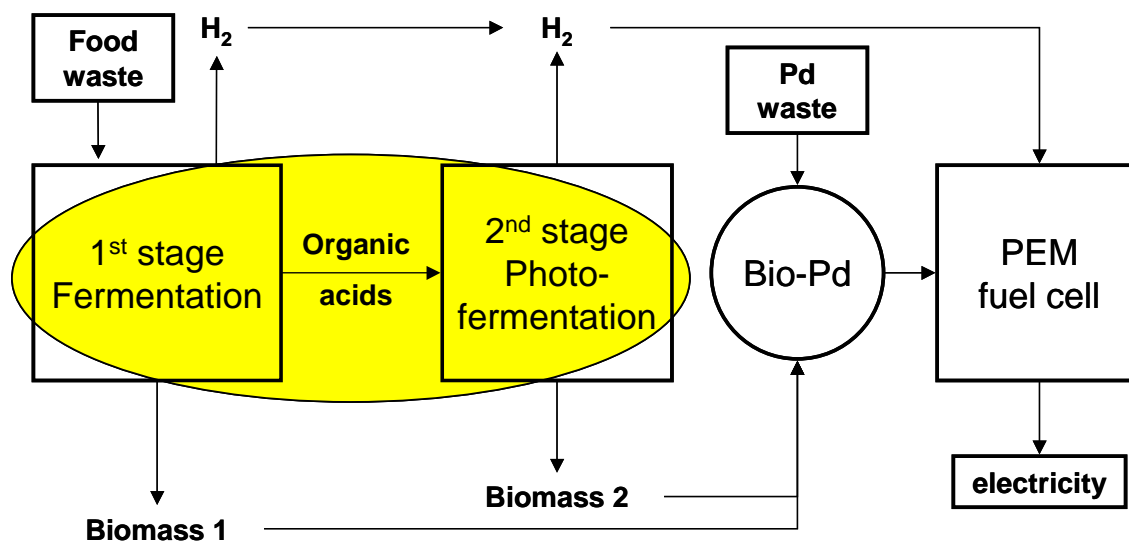 Food
waste
H₂
H₂
Pd
waste
1st stage
Fermentation
Organic
acids
2nd stage
Photo-
fermentation
Bio-Pd
PEM
fuel cell
Biomass 1
Biomass 2
electricity